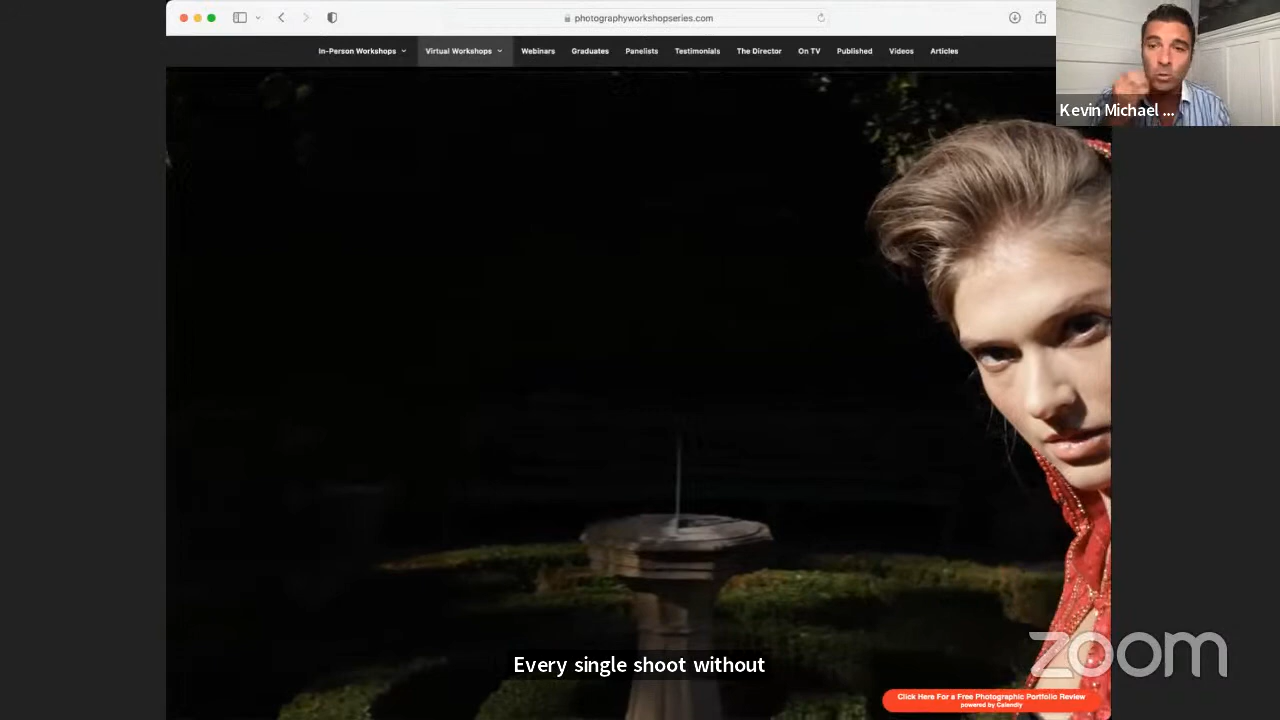 photographyworkshopseries.com
In-Person Workshops
Virtual Workshops
Webinars
Graduates
Panelists
Testimonials
The Director
On TV
Published
Videos
Articles
Kevin Michael ...
Every single shoot without
zoom
Click Here For a Free Photographic Portfolio Review
powered by Calendly